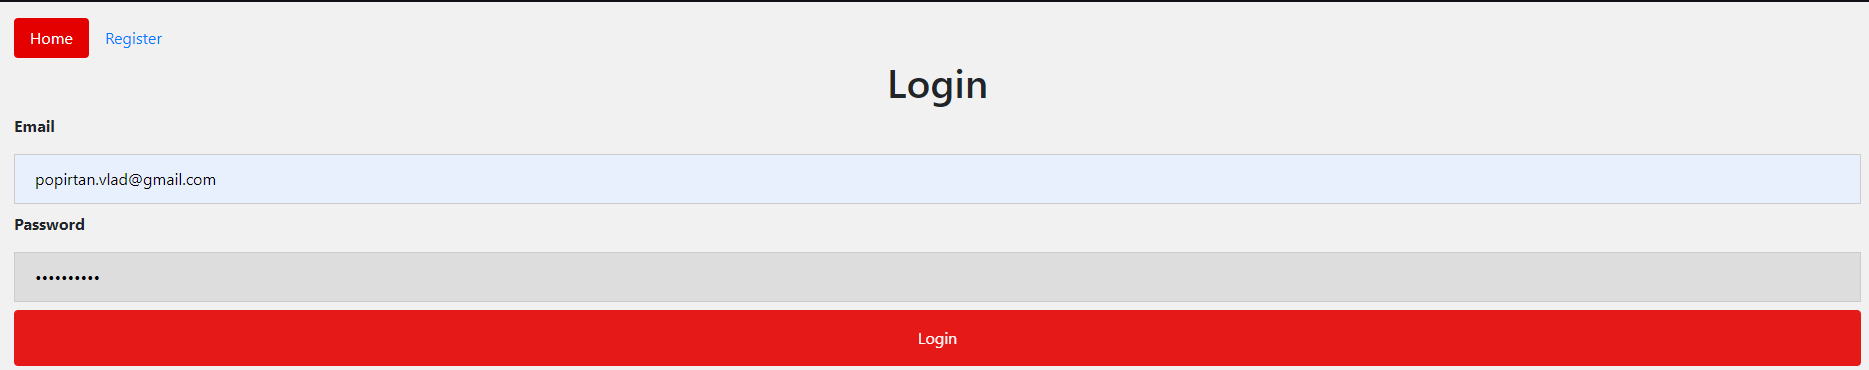 Home Register
Login
Email
popirtan.vlad@gmail.com
Password
••••••••••
Login